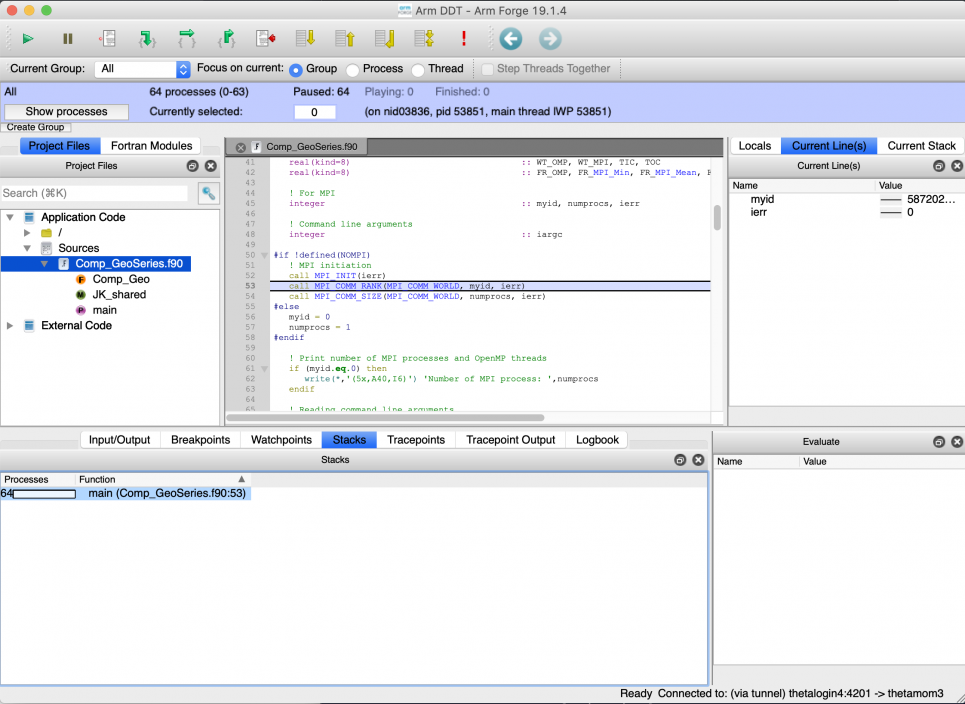 Arm DDT - Arm Forge 19.1.4
Current Group: All Focus on current: Group Process Thread Step Threads Together
All 64 processes (0-63) Paused: 64 Playing: 0 Finished: 0
Show processes Currently selected: 0 (on nid03836, pid 53851, main thread lWP 53851)
Create Group
Project Files Fortran Modules
Project Files
Search (⌘K)
Application Code
/
Sources
Comp_GeoSeries.f90
Comp_Geo
JK_shared
main
External Code
Comp_GeoSeries.f90
41 real(kind=8) :: WT_OMP, WT_MPI, TIC, TOC
42 real(kind=8) :: FR_OMP, FR_MPI_Min, FR_MPI_Mean,
43
44 ! For MPI
45 integer :: myid, numprocs, ierr
46
47 ! Command line arguments
48 integer :: iargc
49
50 #if !defined(NOMPI)
51 ! MPI initiation
52 call MPI_INIT(ierr)
53 call MPI_COMM_RANK(MPI_COMM_WORLD, myid, ierr)
54 call MPI_COMM_SIZE(MPI_COMM_WORLD, numprocs, ierr)
55 #else
56 myid = 0
57 numprocs = 1
58 #endif
59
60 ! Print number of MPI processes and OpenMP threads
61 if (myid.eq.0) then
62 write(*,'(5x,A40,I6)') 'Number of MPI process: ',numprocs
63 endif
64
65 ! Reading command line arguments
Locals Current Line(s) Current Stack
Current Line(s)
Name Value
myid 587202...
ierr 0
Input/Output Breakpoints Watchpoints Stacks Tracepoints Tracepoint Output Logbook
Stacks
Processes Function
64 main (Comp_GeoSeries.f90:53)
Evaluate
Name Value
Ready Connected to: (via tunnel) thetalogin4:4201 -> thetamom3